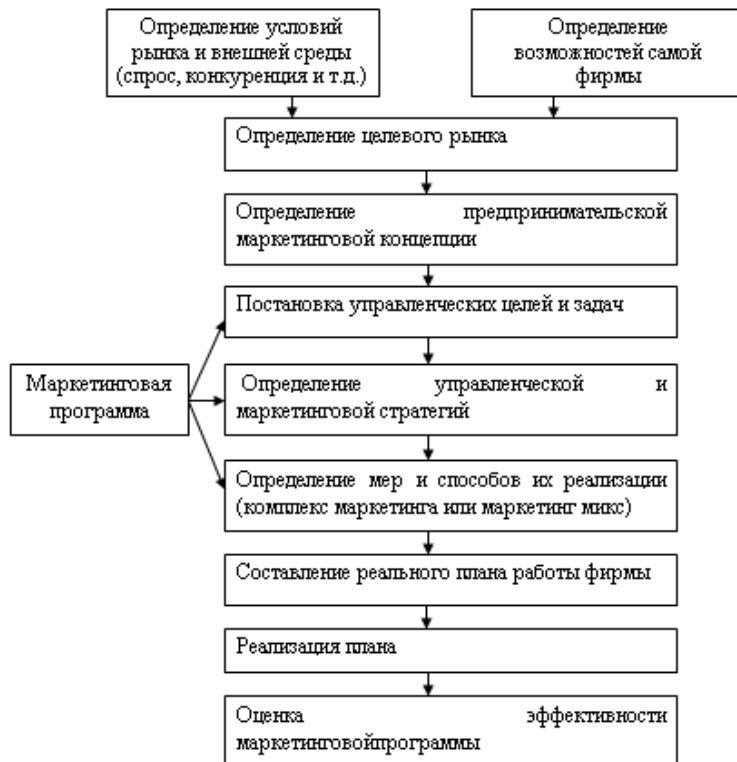 Определение условий
рынка и внешней среды
(спрос, конкуренция и т.д.)
Определение
возможностей самой
фирмы
Определение целевого рынка
Определение предпринимательской
маркетинговой концепции
Постановка управленческих целей и задач
Маркетинговая
программа
Определение управленческой и
маркетинговой стратегий
Определение мер и способов их реализации
(комплекс маркетинга или маркетинг микс)
Составление реального плана работы фирмы
Реализация плана
Оценка эффективности
маркетинговойпрограммы